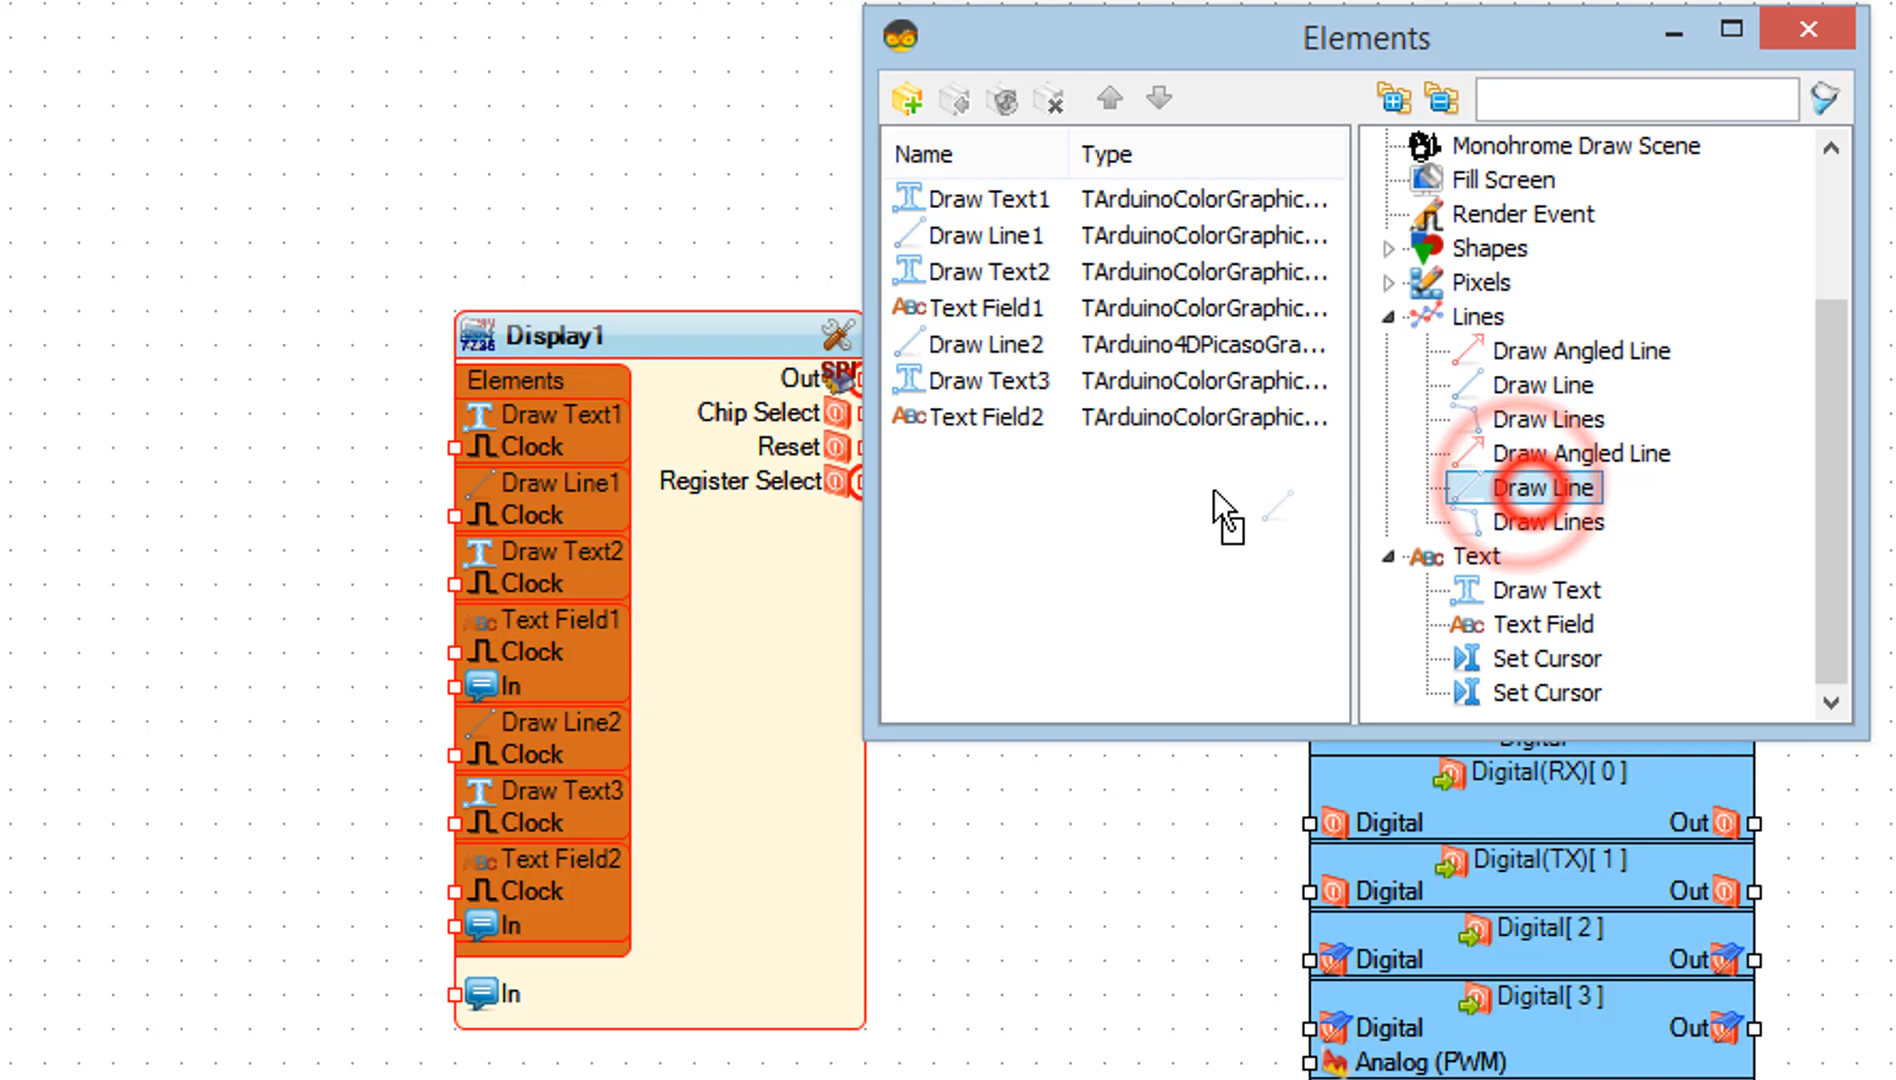 Elements
Name Type
Draw Text1 TArduinoColorGraphic...
Draw Line1 TArduinoColorGraphic...
Draw Text2 TArduinoColorGraphic...
Text Field1 TArduinoColorGraphic...
Draw Line2 TArduino4DPicasoGra...
Draw Text3 TArduinoColorGraphic...
Text Field2 TArduinoColorGraphic...
Monochrome Draw Scene
Fill Screen
Render Event
Shapes
Pixels
Lines
Draw Angled Line
Draw Line
Draw Lines
Draw Angled Line
Draw Line
Draw Lines
Text
Draw Text
Text Field
Set Cursor
Set Cursor
Display1
Elements
Draw Text1
Clock
Draw Line1
Clock
Draw Text2
Clock
Text Field1
Clock
In
Draw Line2
Clock
Draw Text3
Clock
Text Field2
Clock
In
In
Out
Chip Select
Reset
Register Select
Digital
Digital(RX)[ 0 ]
Digital Out
Digital(TX)[ 1 ]
Digital Out
Digital[ 2 ]
Digital Out
Digital[ 3 ]
Digital Out
Analog (PWM)